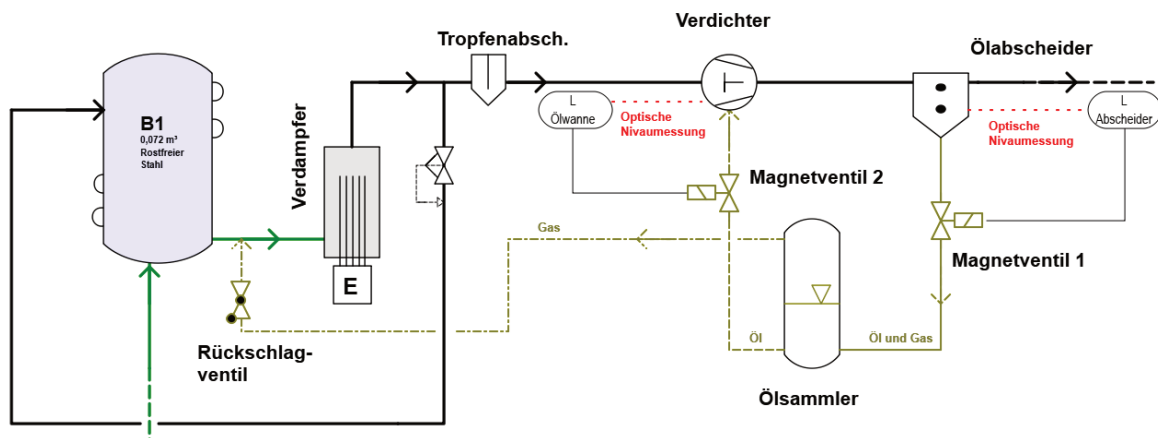 Verdichter
Tropfenabsch.
Ölabscheider
L
Ölwanne
Optische
Nivaumessung
L
Abscheider
Optische
Nivaumessung
B1
0,072 m³
Rostfreier
Stahl
Verdampfer
Magnetventil 2
Gas
Magnetventil 1
E
Öl
Öl und Gas
Rückschlag-
ventil
Ölsammler